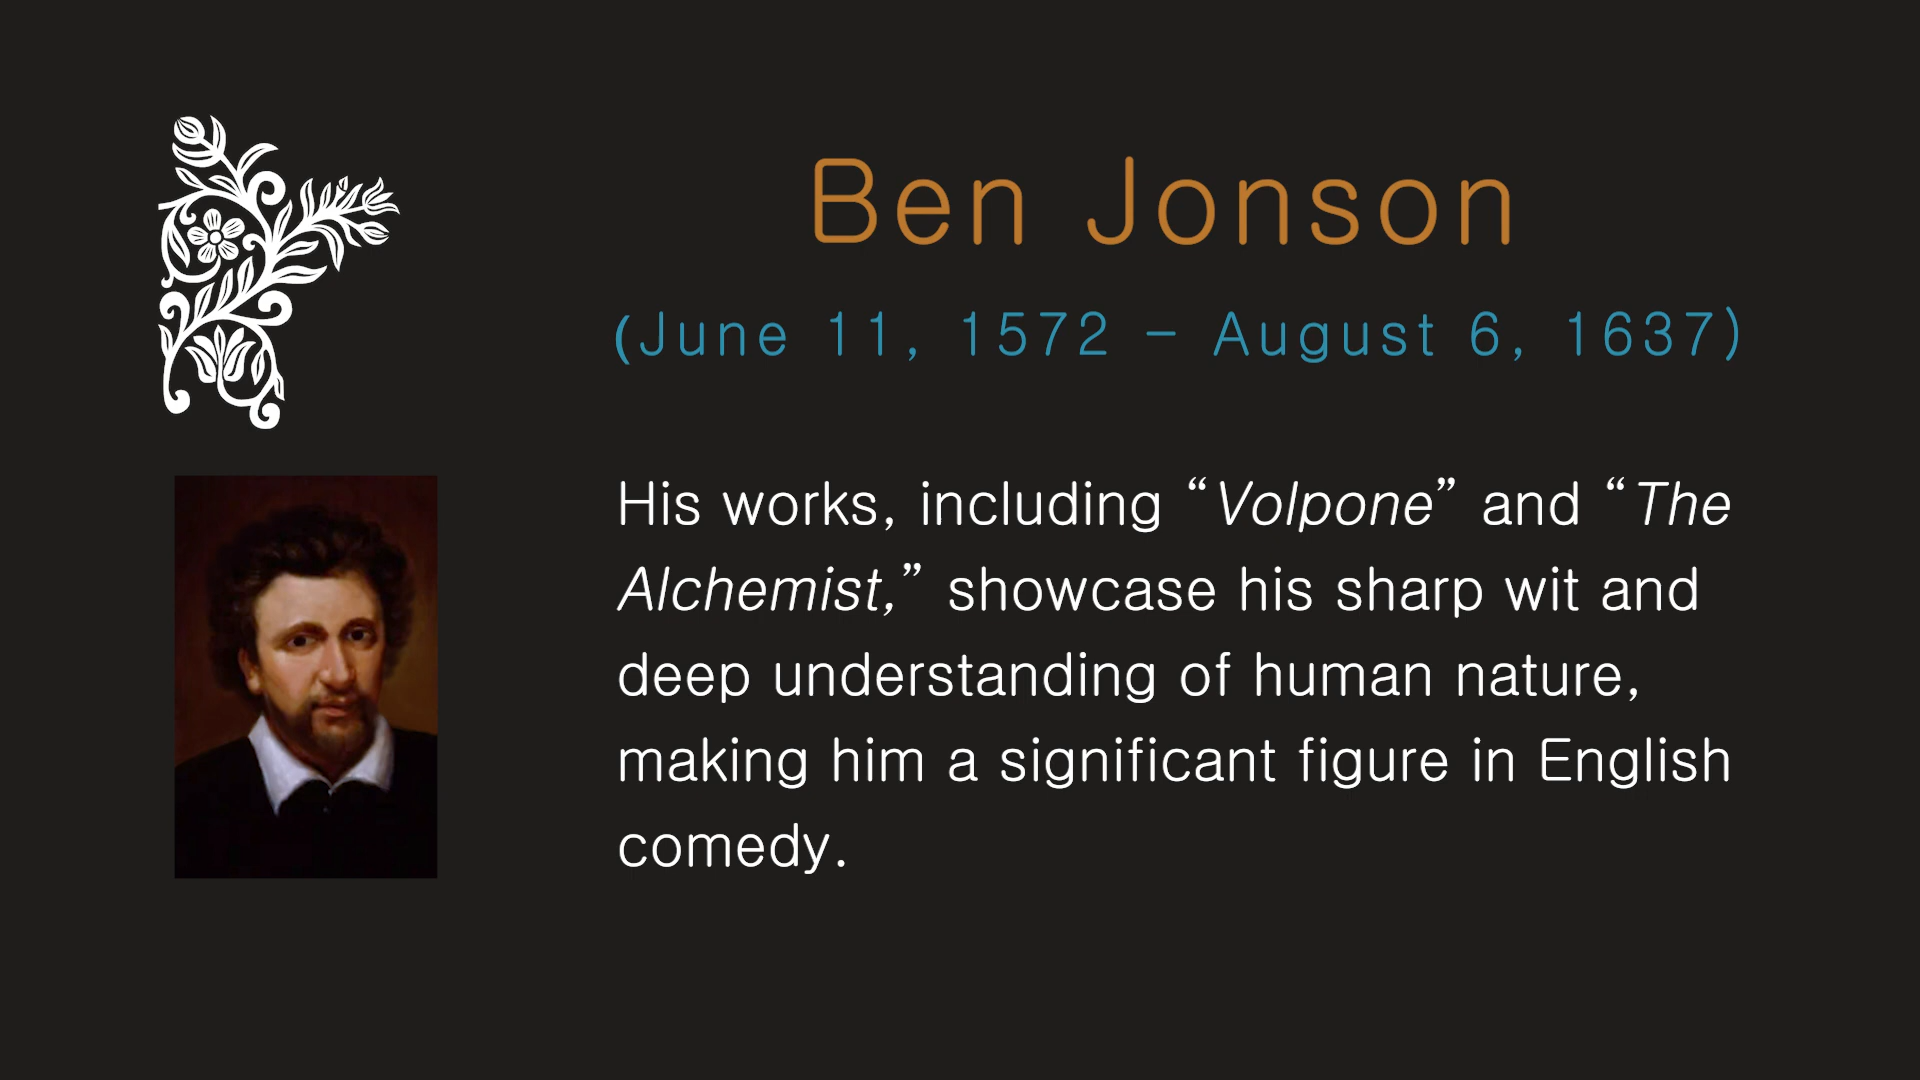 Ben Jonson
(June 11, 1572 – August 6, 1637)
His works, including “Volpone” and “The
Alchemist,” showcase his sharp wit and
deep understanding of human nature,
making him a significant figure in English
comedy.